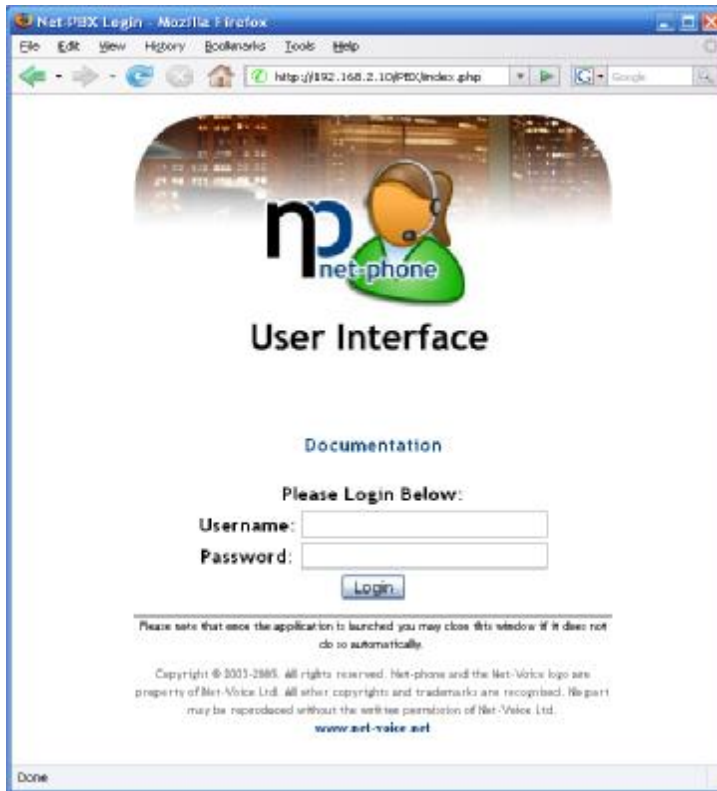 Net-PBX Login - Mozilla Firefox
File Edit View History Bookmarks Tools Help
http://192.168.2.10/PBX/index.php
Google
np
net-phone
User Interface
Documentation
Please Login Below:
Username:
Password:
Login
Please note that once the application is launched you may close this window if it does not
do so automatically.
Copyright © 2003-2005. All rights reserved. Net-phone and the Net-Voice logo are
property of Net-Voice Ltd. All other copyrights and trademarks are recognised. No part
may be reproduced without the written permission of Net-Voice Ltd.
www.net-voice.net
Done